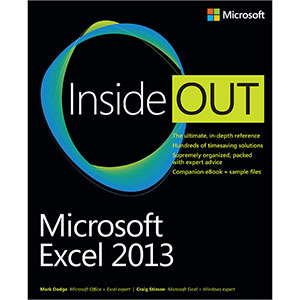 Microsoft
Inside OUT
The ultimate, in-depth reference
Hundreds of timesaving solutions
Supremely organized, packed
with expert advice
Companion eBook + sample files
Microsoft
Excel 2013
Mark Dodge Microsoft Office + Excel expert | Craig Stinson Microsoft Excel + Windows expert